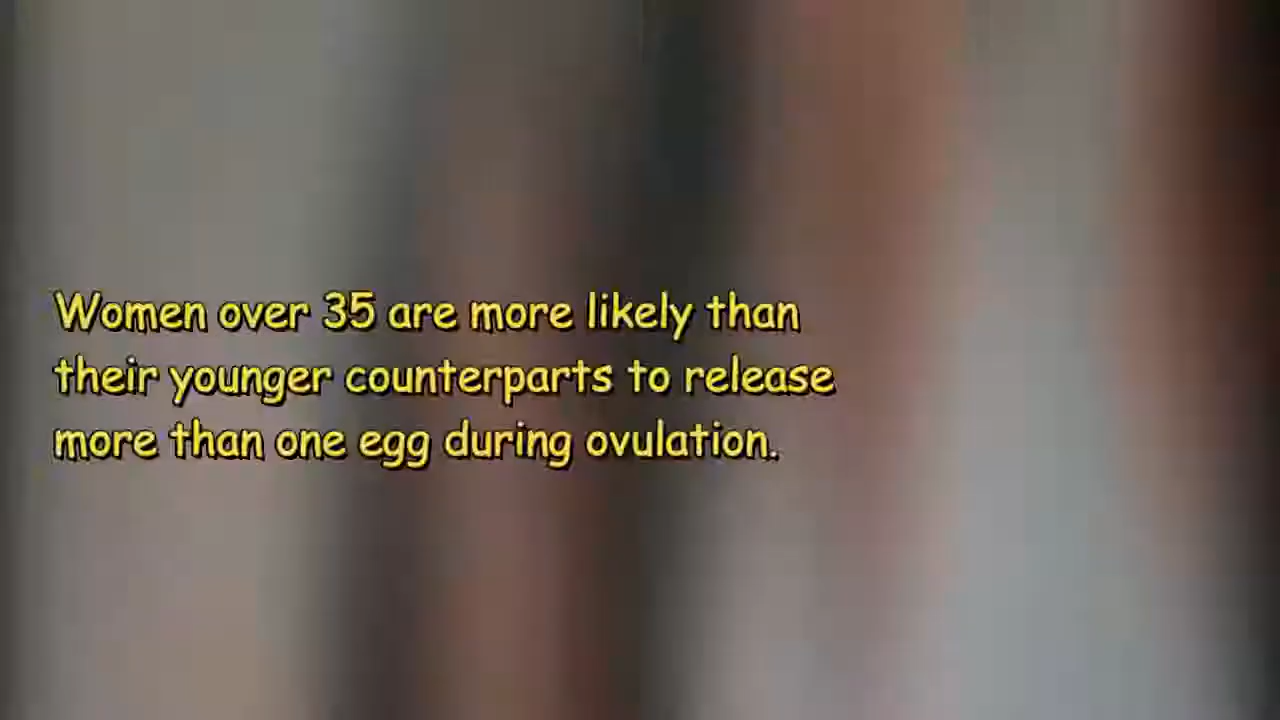 Women over 35 are more likely than
their younger counterparts to release
more than one egg during ovulation.